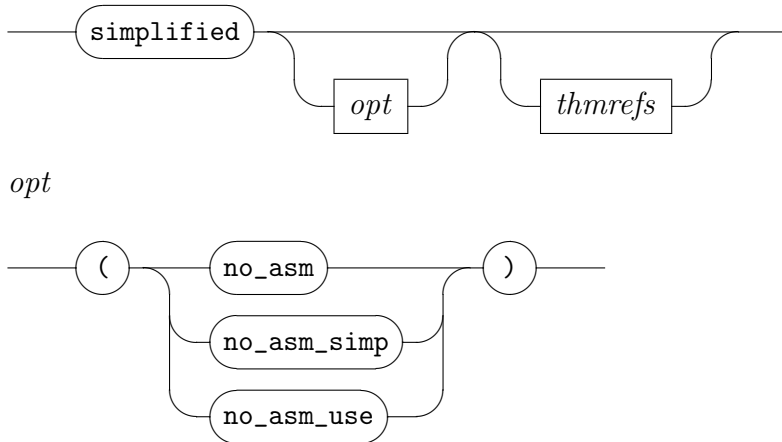 simplified
opt thmrefs
opt
( no_asm )
no_asm_simp
no_asm_use